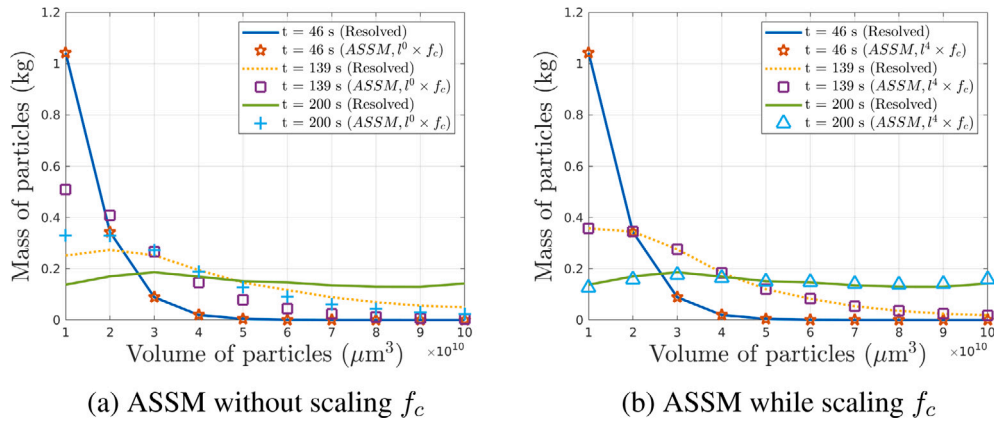 1.2
1
0.8
0.6
0.4
0.2
0
Mass of particles (kg)
t = 46 s (Resolved)
t = 46 s (ASSM, l⁰ × f_c)
t = 139 s (Resolved)
t = 139 s (ASSM, l⁰ × f_c)
t = 200 s (Resolved)
t = 200 s (ASSM, l⁰ × f_c)
1 2 3 4 5 6 7 8 9 10
Volume of particles (μm³) ×10¹⁰
(a) ASSM without scaling f_c
1.2
1
0.8
0.6
0.4
0.2
0
Mass of particles (kg)
t = 46 s (Resolved)
t = 46 s (ASSM, l⁴ × f_c)
t = 139 s (Resolved)
t = 139 s (ASSM, l⁴ × f_c)
t = 200 s (Resolved)
t = 200 s (ASSM, l⁴ × f_c)
1 2 3 4 5 6 7 8 9 10
Volume of particles (μm³) ×10¹⁰
(b) ASSM while scaling f_c